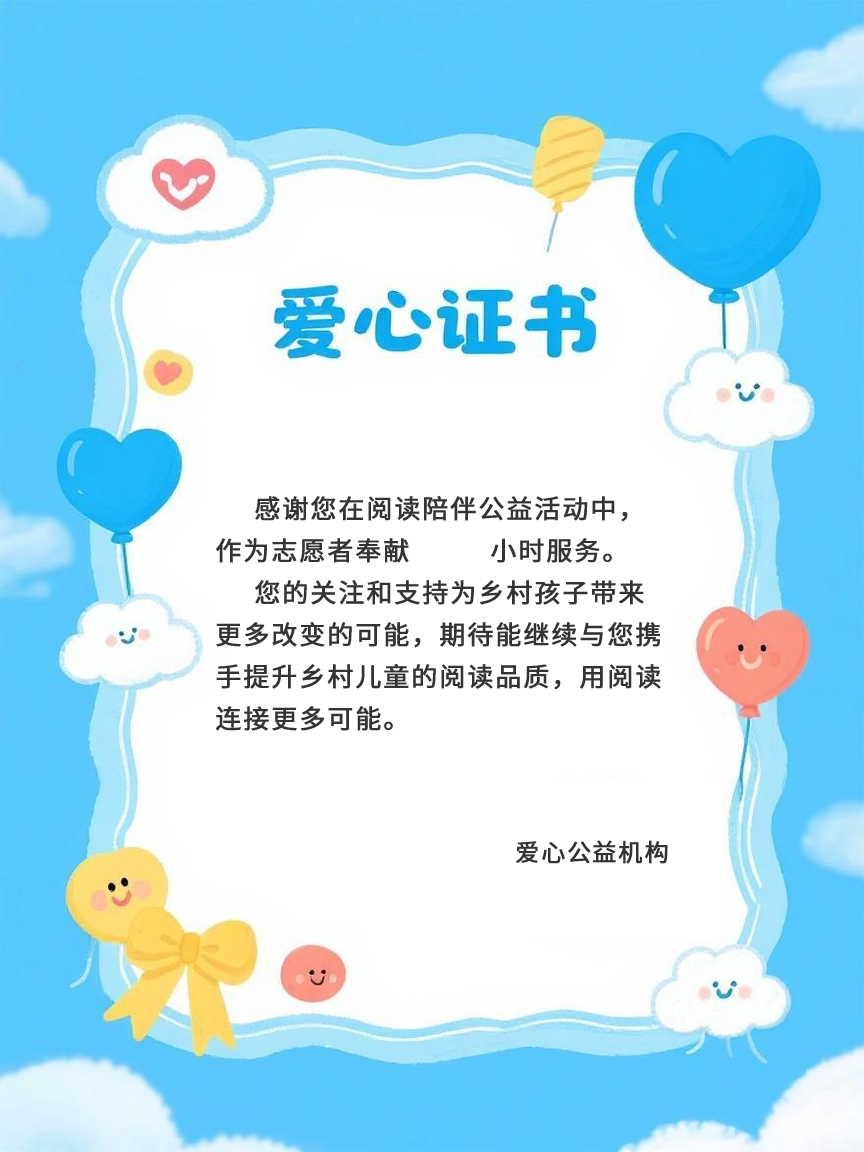 爱心证书
感谢您在阅读陪伴公益活动中，
作为志愿者奉献 小时服务。
您的关注和支持为乡村孩子带来
更多改变的可能，期待能继续与您携
手提升乡村儿童的阅读品质，用阅读
连接更多可能。
爱心公益机构